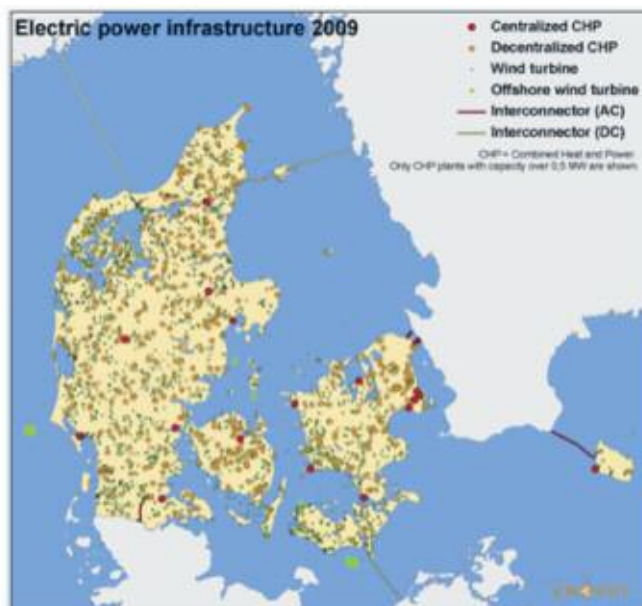 Electric power infrastructure 2009
Centralized CHP
Decentralized CHP
Wind turbine
Offshore wind turbine
Interconnector (AC)
Interconnector (DC)
CHP = Combined Heat and Power.
Only CHP plants with capacity over 0,5 MW are shown.